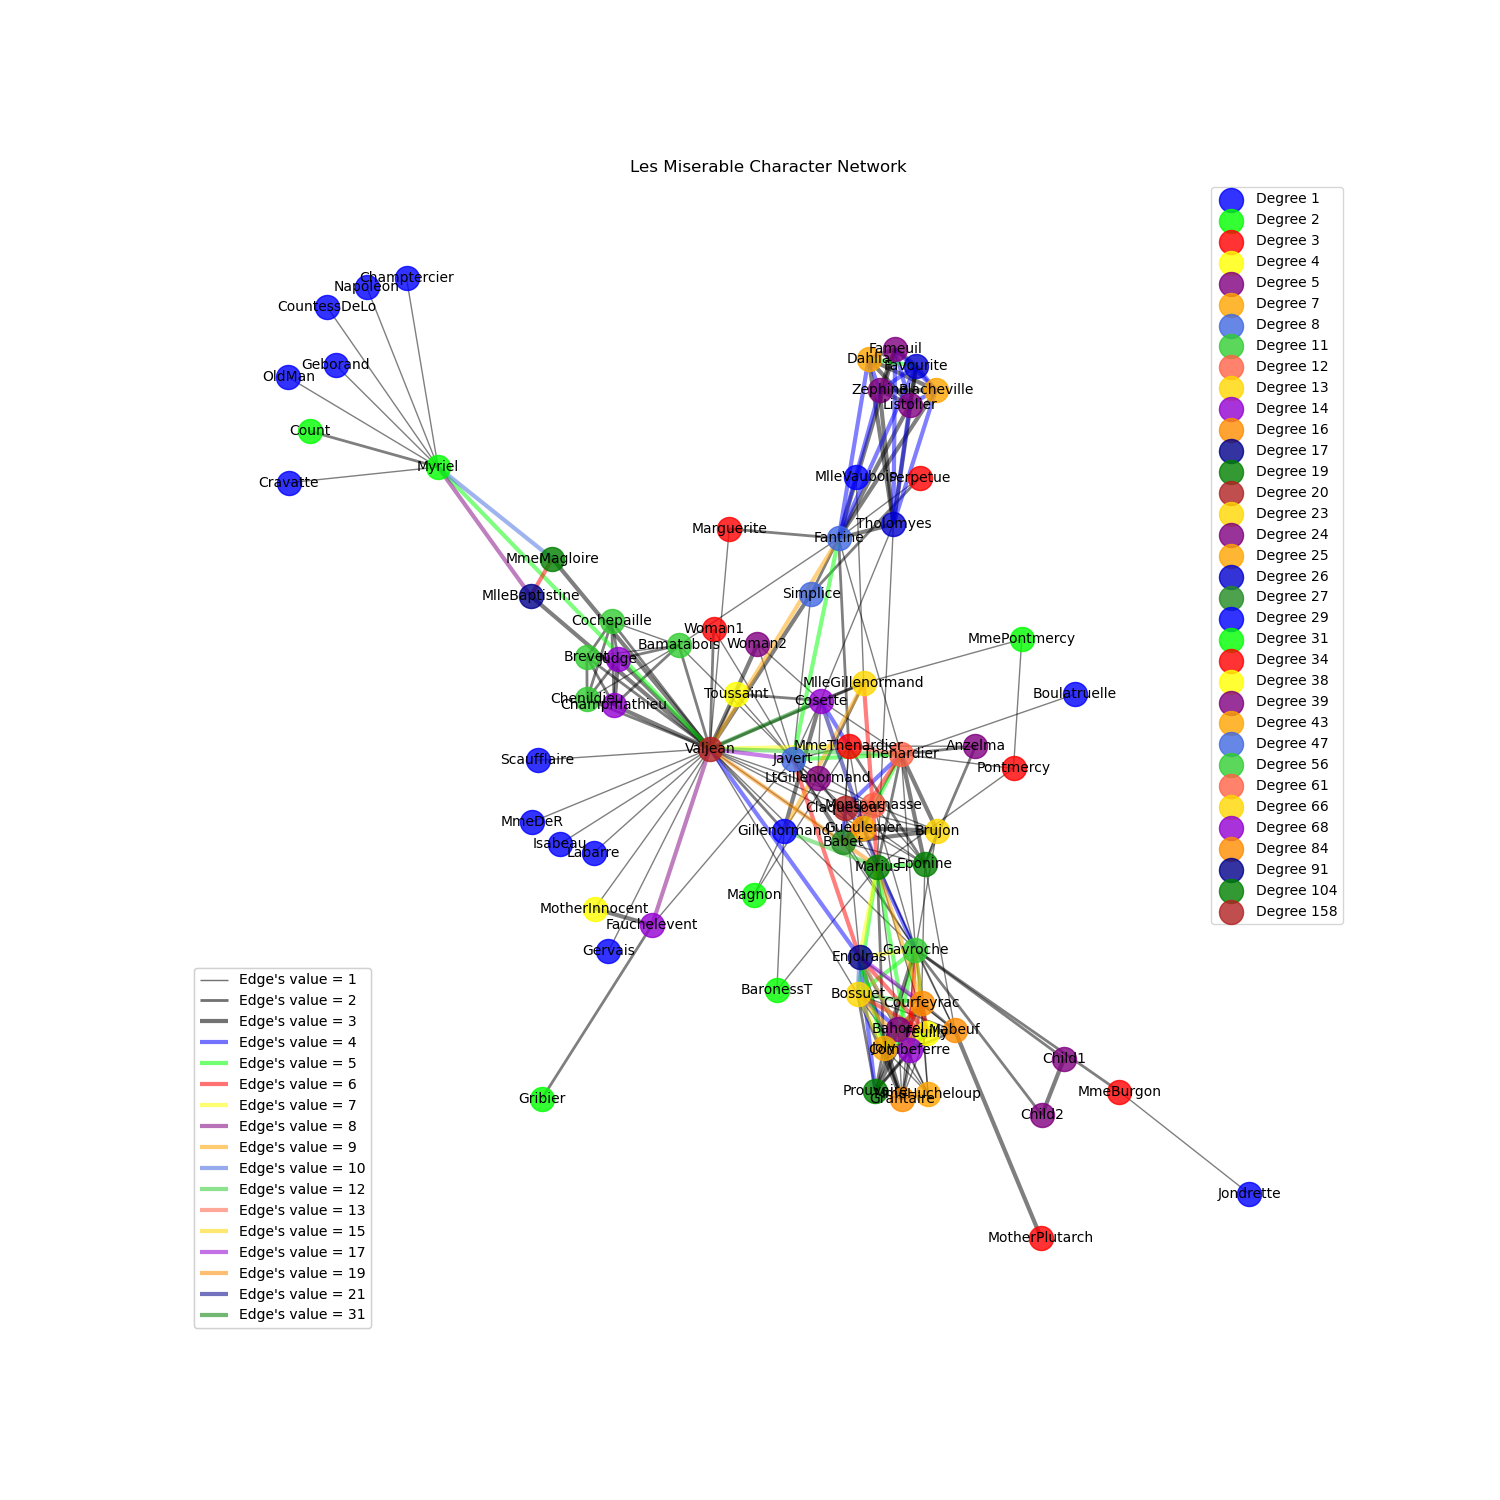 Les Miserable Character Network
Degree 1
Degree 2
Degree 3
Degree 4
Degree 5
Degree 7
Degree 8
Degree 11
Degree 12
Degree 13
Degree 14
Degree 16
Degree 17
Degree 19
Degree 20
Degree 23
Degree 24
Degree 25
Degree 26
Degree 27
Degree 29
Degree 31
Degree 34
Degree 38
Degree 39
Degree 43
Degree 47
Degree 56
Degree 61
Degree 66
Degree 68
Degree 84
Degree 91
Degree 104
Degree 158
Champtercier
Napoleon
CountessDeLo
Geborand
OldMan
Count
Myriel
Cravatte
Fameuil
Dahlia
Favourite
Zephine
Blacheville
Listolier
MlleVaubois
Perpetue
Tholomyes
Marguerite
Fantine
MmeMagloire
MlleBaptistine
Simplice
Cochepaille
Woman1
Bamatabois
Woman2
MmePontmercy
Brevet
Judge
MlleGillenormand
Toussaint
Boulatruelle
Chenildieu
Champmathieu
Cosette
Valjean
MmeThenardier
Anzelma
Thenardier
Scaufflaire
Javert
Pontmercy
LtGillenormand
Montparnasse
Claquesous
MmeDeR
Gillenormand
Gueulemer
Brujon
Isabeau
Babet
Labarre
Marius
Eponine
Magnon
MotherInnocent
Fauchelevent
Gervais
Gavroche
Enjolras
BaronessT
Bossuet
Courfeyrac
Bahorel
Feuilly
Mabeuf
Joly
Combeferre
Child1
Prouvaire
MmeHucheloup
Grantaire
Gribier
MmeBurgon
Child2
Jondrette
MotherPlutarch
Edge's value = 1
Edge's value = 2
Edge's value = 3
Edge's value = 4
Edge's value = 5
Edge's value = 6
Edge's value = 7
Edge's value = 8
Edge's value = 9
Edge's value = 10
Edge's value = 12
Edge's value = 13
Edge's value = 15
Edge's value = 17
Edge's value = 19
Edge's value = 21
Edge's value = 31